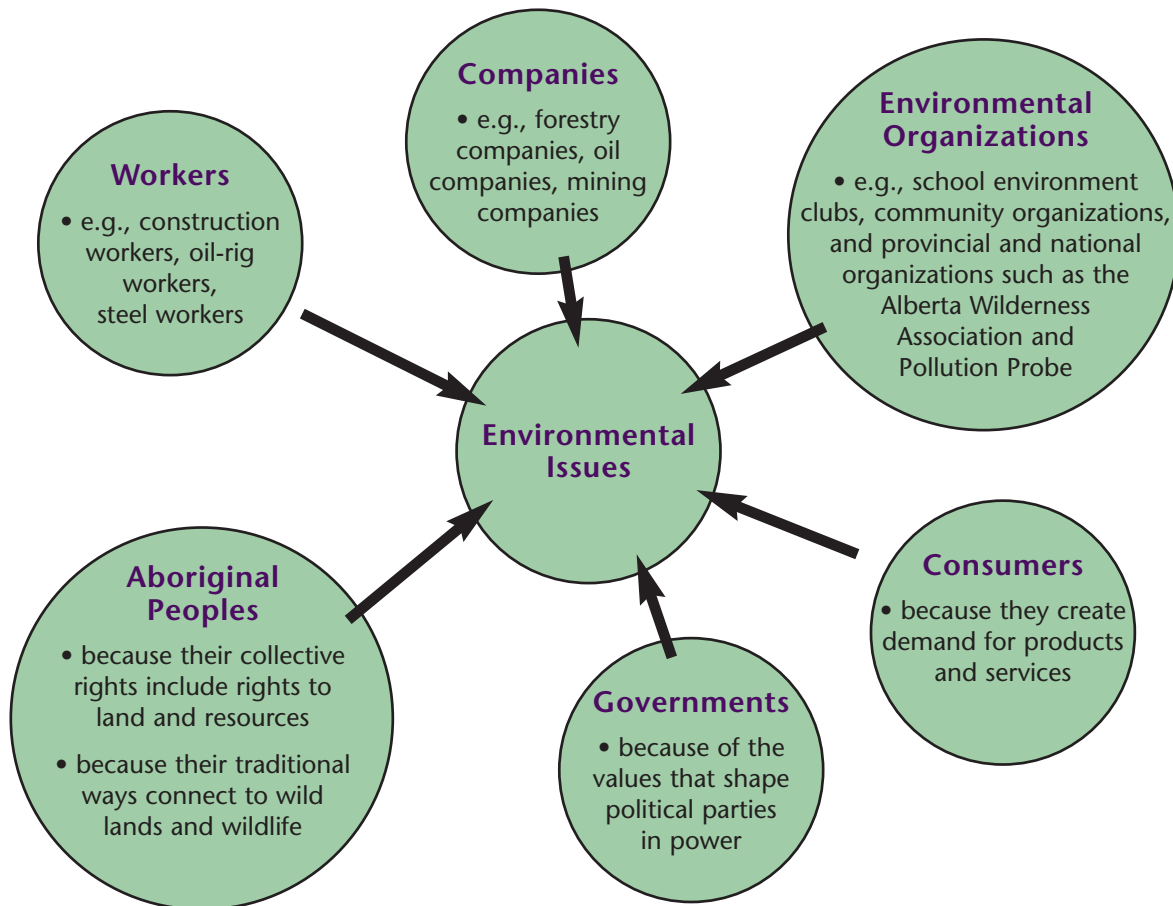 Companies
• e.g., forestry
companies, oil
companies, mining
companies
Environmental
Organizations
• e.g., school environment
clubs, community organizations,
and provincial and national
organizations such as the
Alberta Wilderness
Association and
Pollution Probe
Workers
• e.g., construction
workers, oil-rig
workers,
steel workers
Environmental
Issues
Aboriginal
Peoples
• because their collective
rights include rights to
land and resources
• because their traditional
ways connect to wild
lands and wildlife
Governments
• because of the
values that shape
political parties
in power
Consumers
• because they create
demand for products
and services